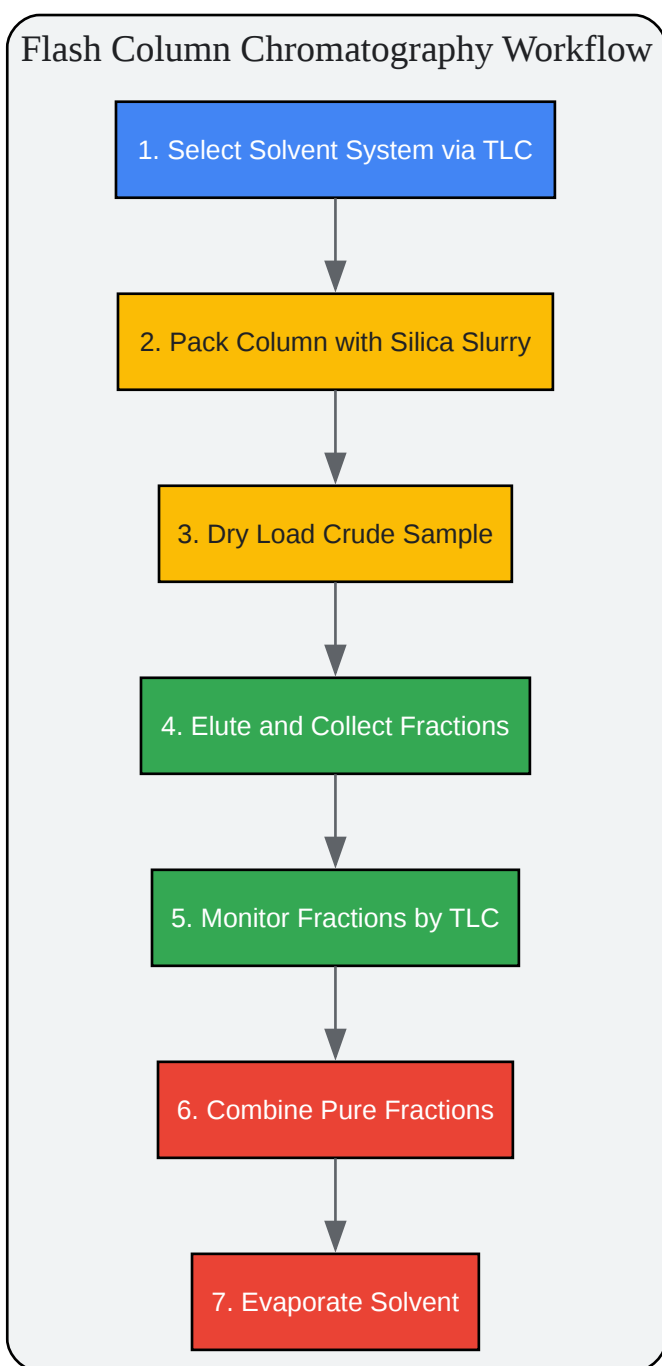 Flash Column Chromatography Workflow
1. Select Solvent System via TLC
2. Pack Column with Silica Slurry
3. Dry Load Crude Sample
4. Elute and Collect Fractions
5. Monitor Fractions by TLC
6. Combine Pure Fractions
7. Evaporate Solvent